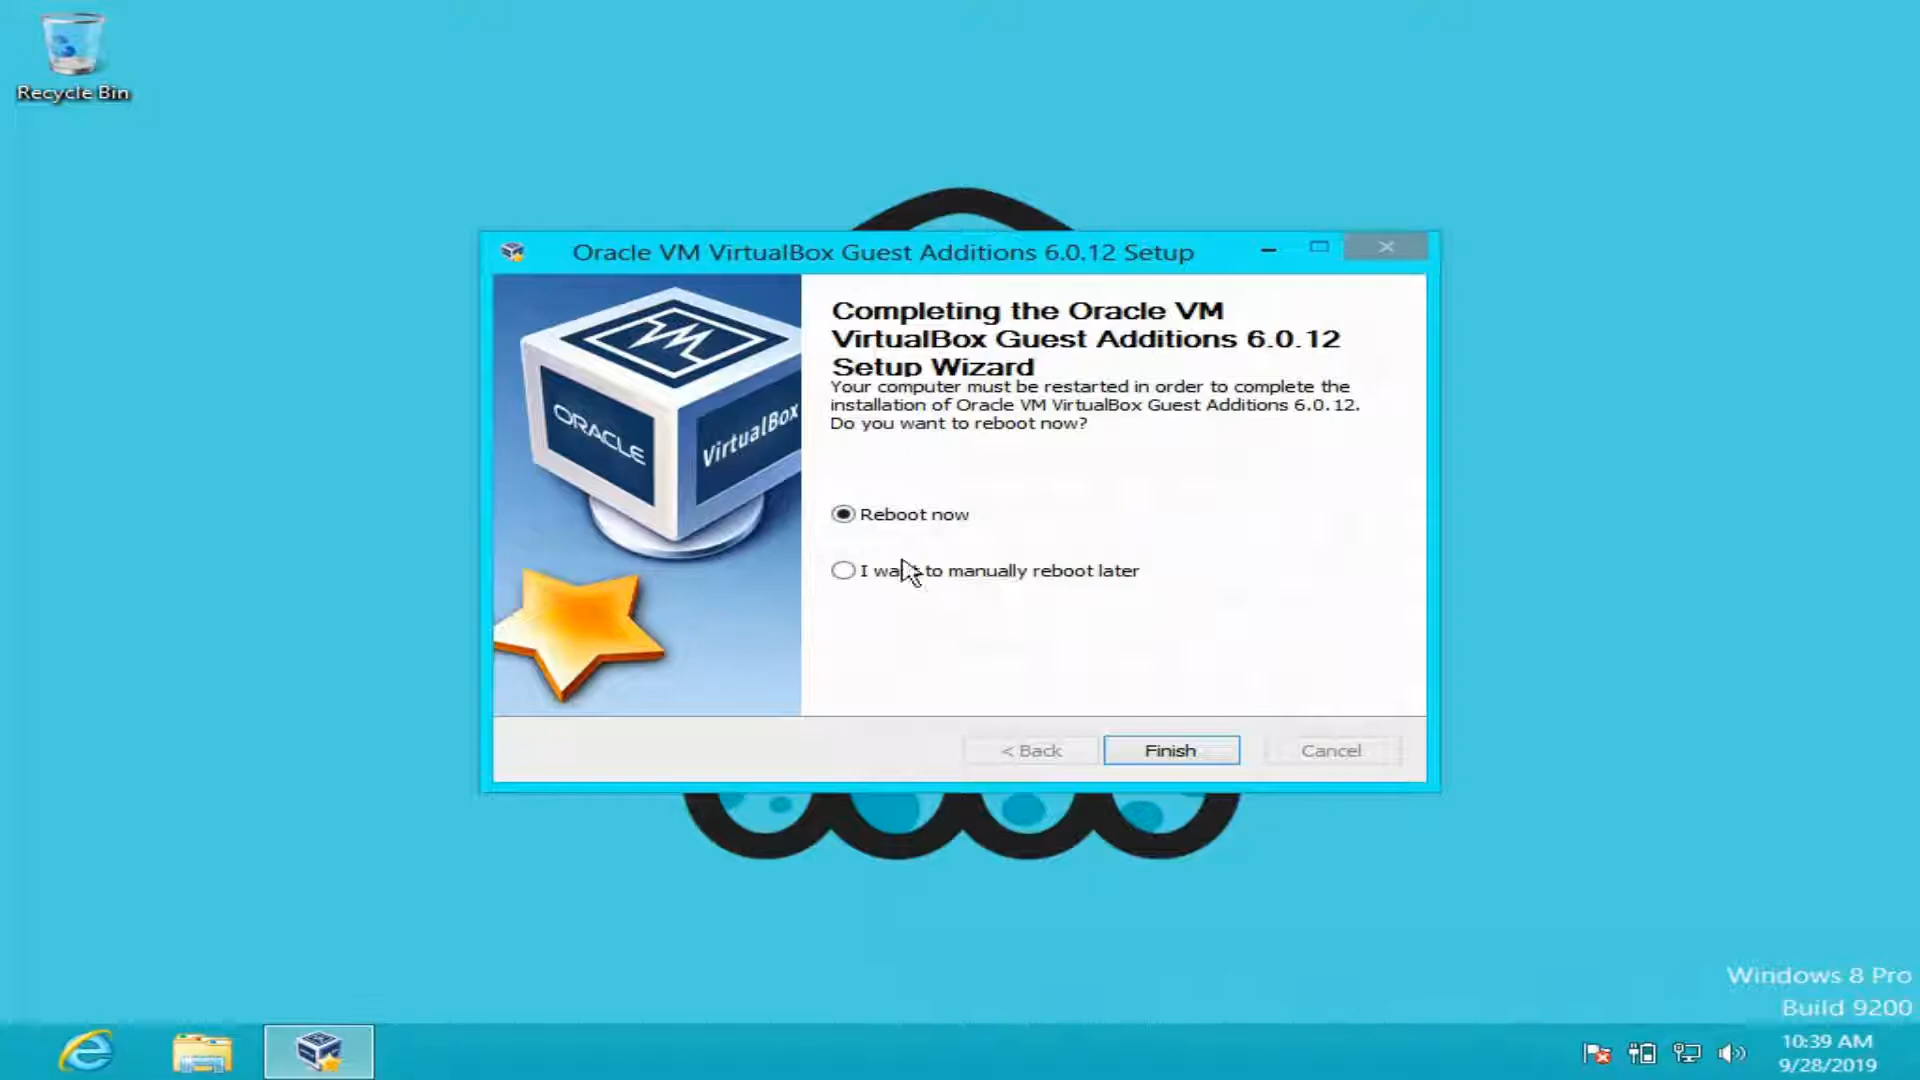 Recycle Bin
Oracle VM VirtualBox Guest Additions 6.0.12 Setup
Completing the Oracle VM
VirtualBox Guest Additions 6.0.12
Setup Wizard
Your computer must be restarted in order to complete the
installation of Oracle VM VirtualBox Guest Additions 6.0.12.
Do you want to reboot now?
ORACLE
VirtualBox
Reboot now
I want to manually reboot later
< Back
Finish
Cancel
Windows 8 Pro
Build 9200
10:39 AM
9/28/2019